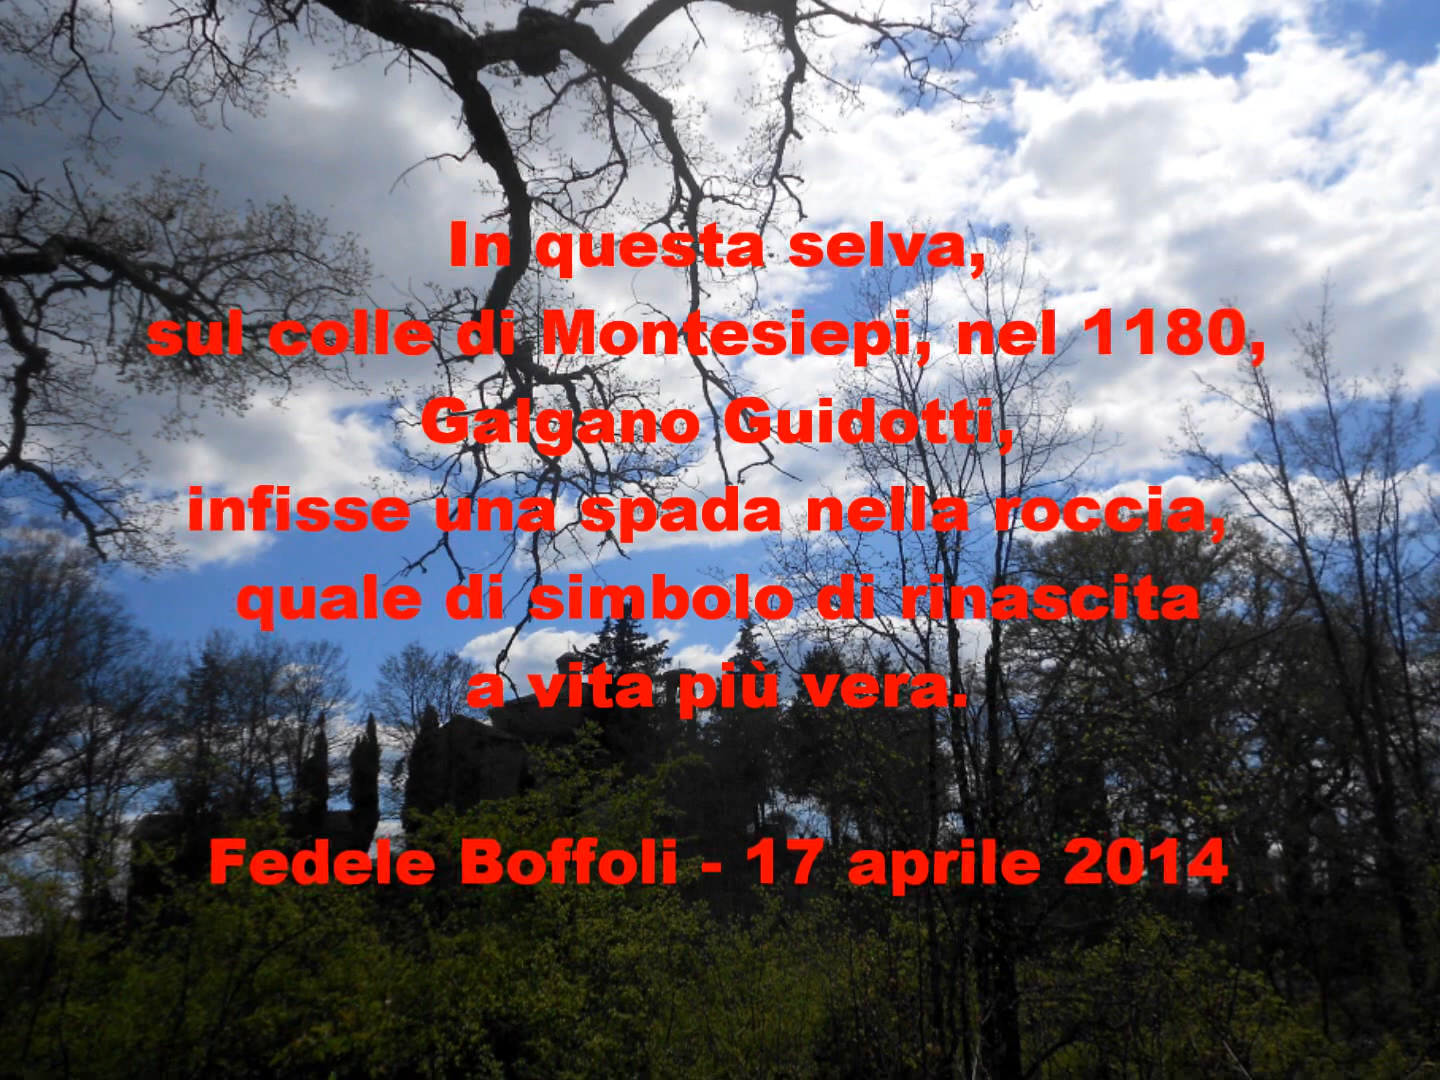 In questa selva,
sul colle di Montesiepi, nel 1180,
Galgano Guidotti,
infisse una spada nella roccia,
quale di simbolo di rinascita
a vita più vera.
Fedele Boffoli - 17 aprile 2014